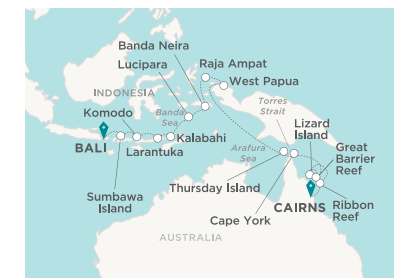 Banda Neira
Raja Ampat
Lucipara
West Papua
INDONESIA
Torres
Strait
Komodo
Banda
Sea
Lizard
Island
Kalabahi
BALI
Larantuka
Arafura
Sea
Great
Barrier
Reef
Thursday Island
Sumbawa
Island
CAIRNS
Ribbon
Reef
Cape York
AUSTRALIA